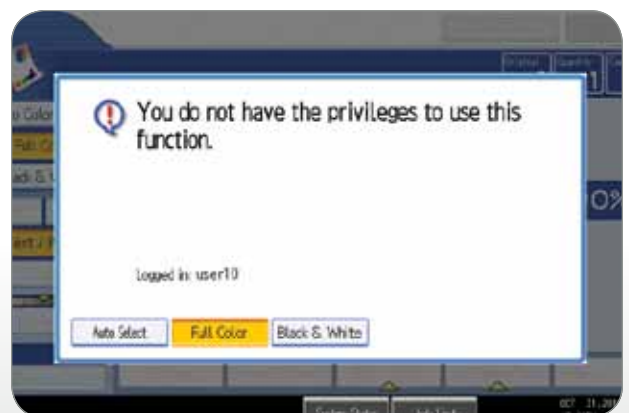 You do not have the privileges to use this
function.
Logged in: user10
Auto Select
Full Color
Black & White